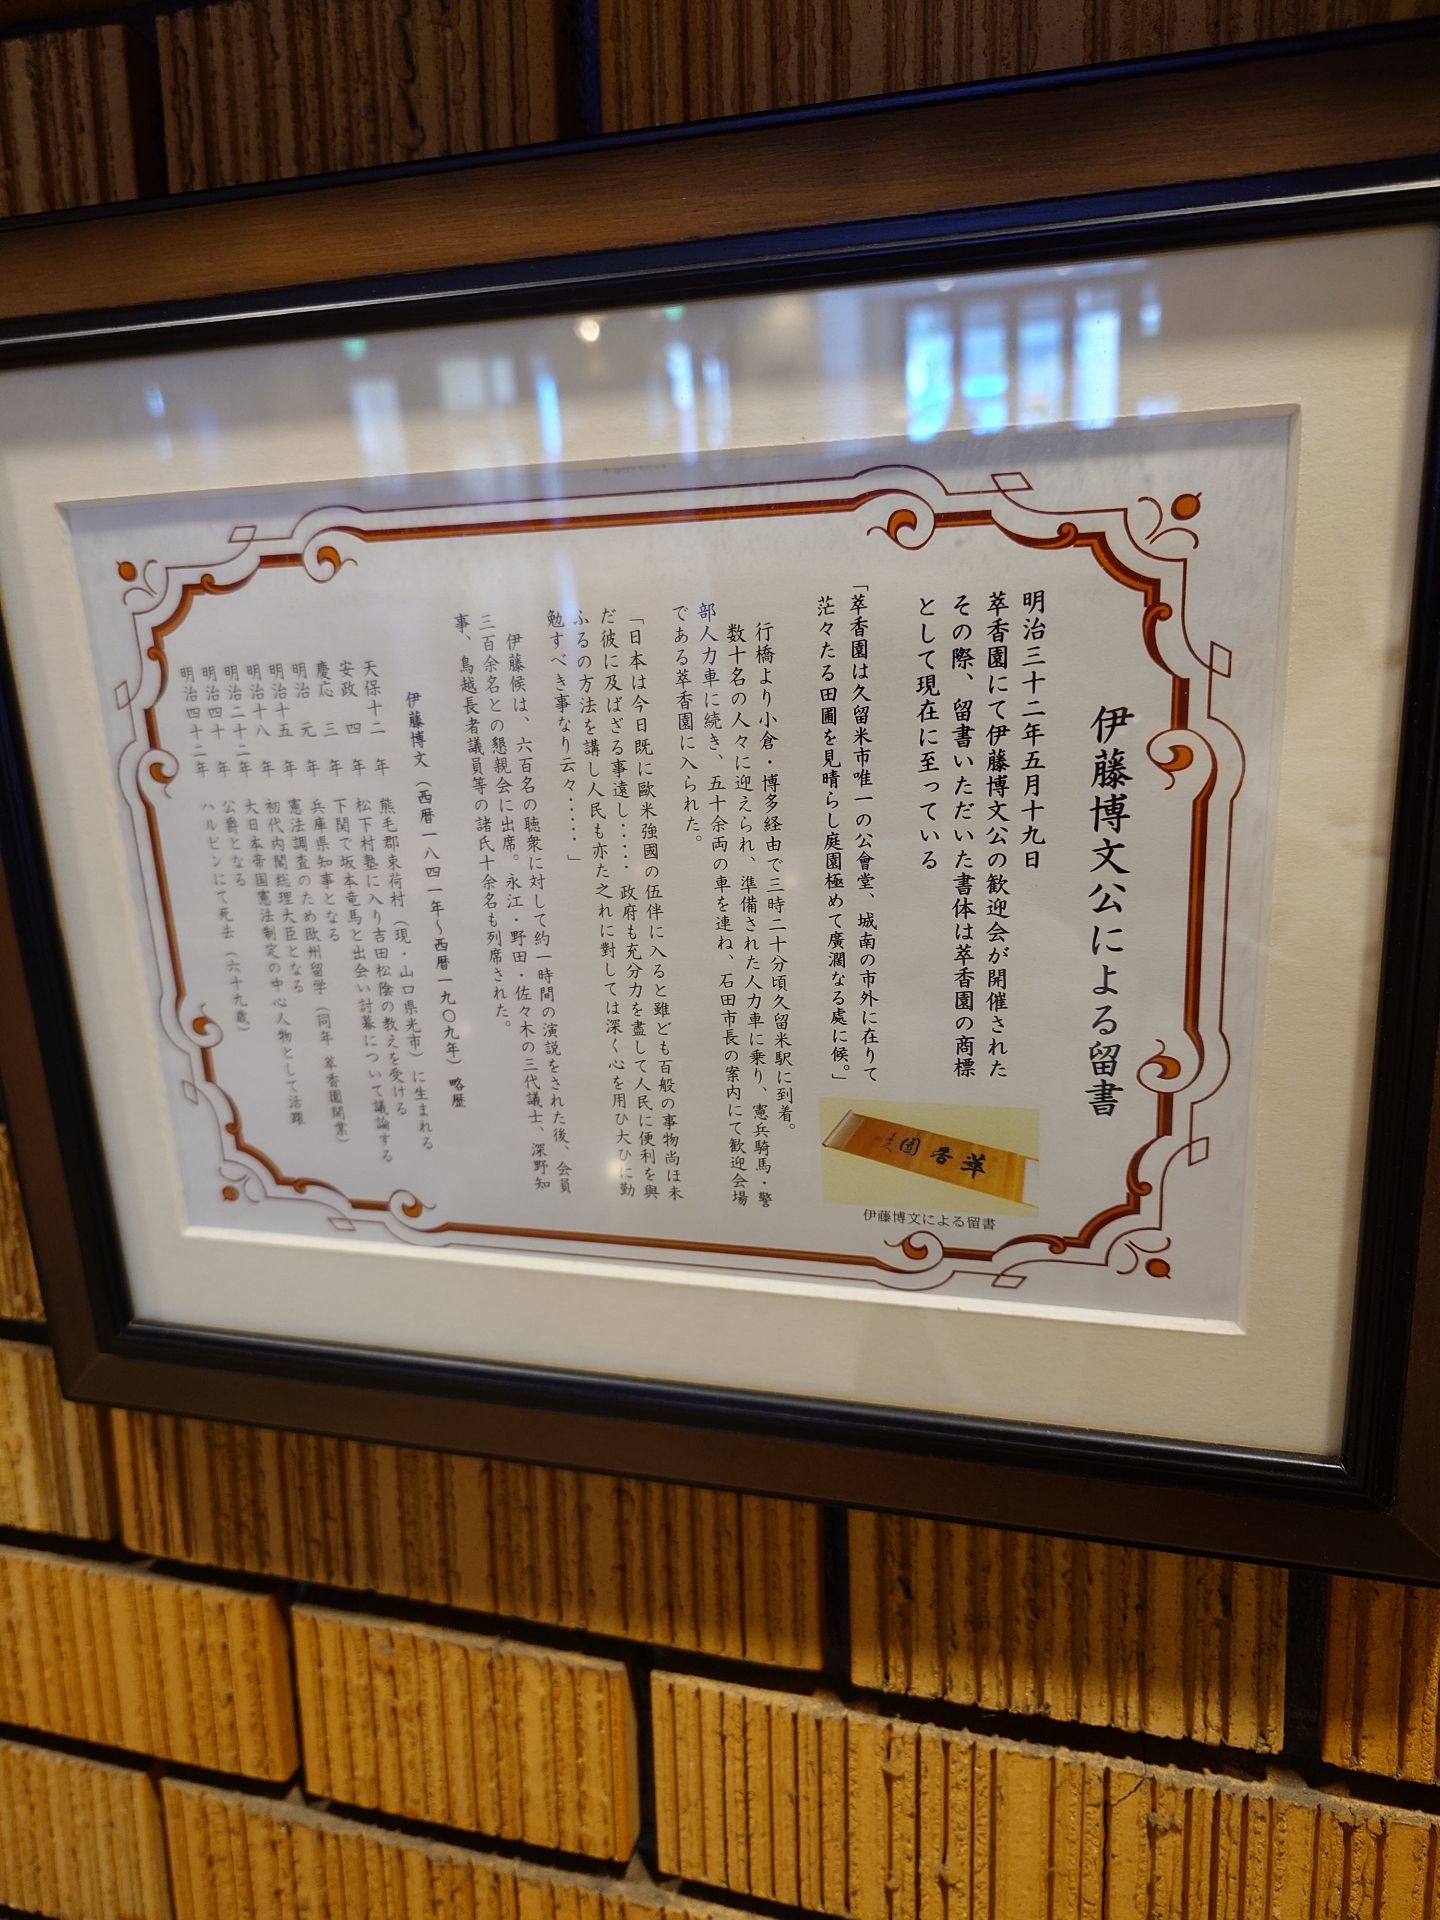 伊藤博文公による留書
明治三十二年五月十九日
萃香園にて伊藤博文公の歓迎会が開催された
その際、留書いただいた書体は萃香園の商標
として現在に至っている
「萃香園は久留米市唯一の公會堂、城南の市外に在りて
茫々たる田圃を見晴らし庭園極めて廣濶なる處に候。」
萃香園
伊藤博文による留書
行橋より小倉・博多経由で三時二十分頃久留米駅に到着。
数十名の人々に迎えられ、準備された人力車に乗り、憲兵騎馬・警
部人力車に続き、五十余両の車を連ね、石田市長の案内にて歓迎会場
である萃香園に入られた。
「日本は今日既に歐米強國の伍伴に入ると雖ども百般の事物尚ほ未
だ彼に及ばざる事遠し・・・・・政府も充分力を盡して人民に便利を與
ふるの方法を講し人民も亦た之れに對しては深く心を用ひ大ひに勤
勉すべき事なり云々・・・・・」
伊藤候は、六百名の聴衆に対して約一時間の演説をされた後、会員
三百余名との懇親会に出席。永江・野田・佐々木の三代議士、深野知
事、鳥越長者議員等の諸氏十余名も列席された。
伊藤博文（西暦一八四一年～西暦一九〇九年）略歴
天保十二年 熊毛郡束荷村（現・山口県光市）に生まれる
安政四年 松下村塾に入り吉田松陰の教えを受ける
慶応三年 下関で坂本竜馬と出会い討幕について議論する
明治元年 兵庫県知事となる
明治十五年 憲法調査のため欧州留学（同年 萃香園開業）
明治十八年 初代内閣総理大臣となる
明治二十二年 大日本帝国憲法制定の中心人物として活躍
明治四十年 公爵となる
明治四十二年 ハルビンにて死去（六十九歳）